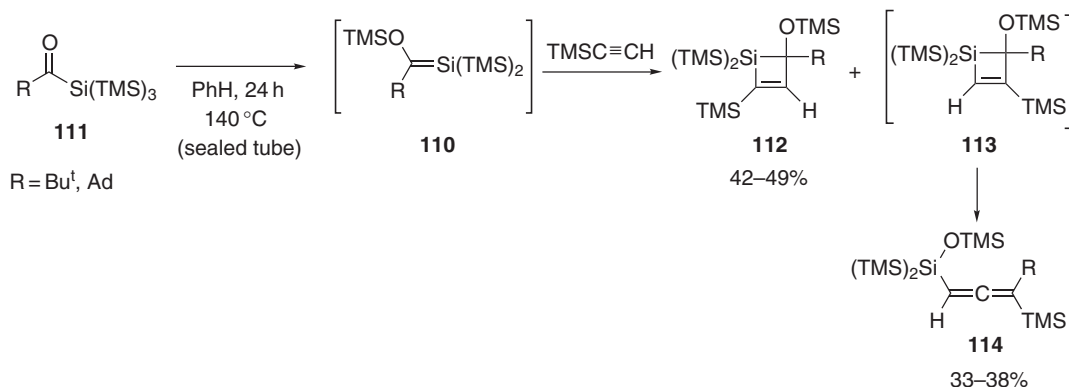 O
R
Si(TMS)₃
111
R = Buᵗ, Ad
PhH, 24 h
140 °C
(sealed tube)
TMSO
Si(TMS)₂
R
110
TMSC≡CH
OTMS
(TMS)₂Si
R
TMS
H
112
42–49%
+
OTMS
(TMS)₂Si
R
H
TMS
113
OTMS
(TMS)₂Si
R
C
H
TMS
114
33–38%